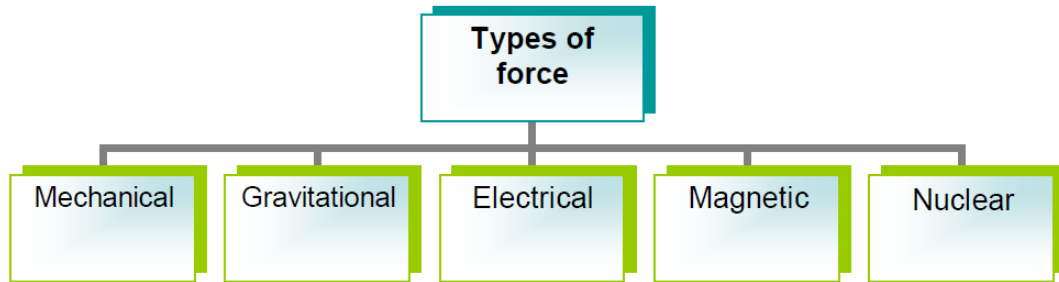 Types of
force
Mechanical
Gravitational
Electrical
Magnetic
Nuclear